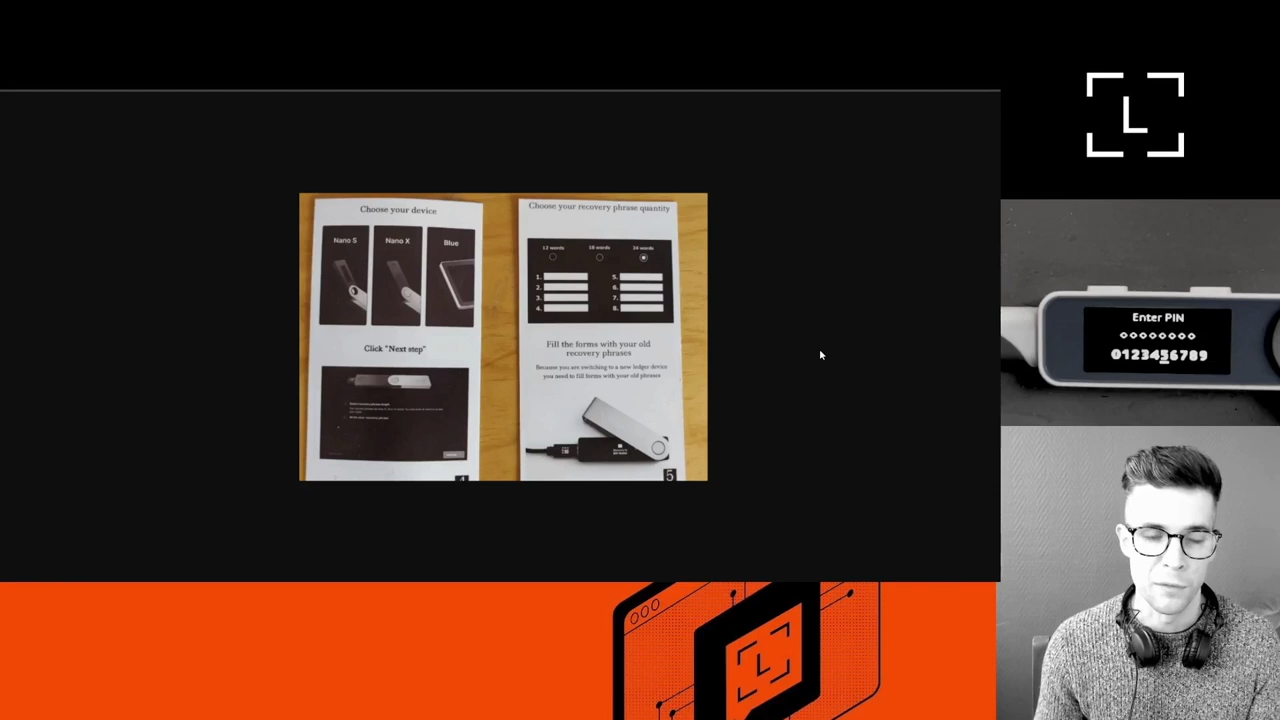 Choose your device
Nano S
Nano X
Blue
Click "Next step"
Choose your recovery phrase quantity
12 words
18 words
24 words
1.
5.
2.
6.
3.
7.
4.
8.
Fill the forms with your old
recovery phrases
Because you are switching to a new ledger device
you need to fill forms with your old phrases
5
L
Enter PIN
0123456789
L